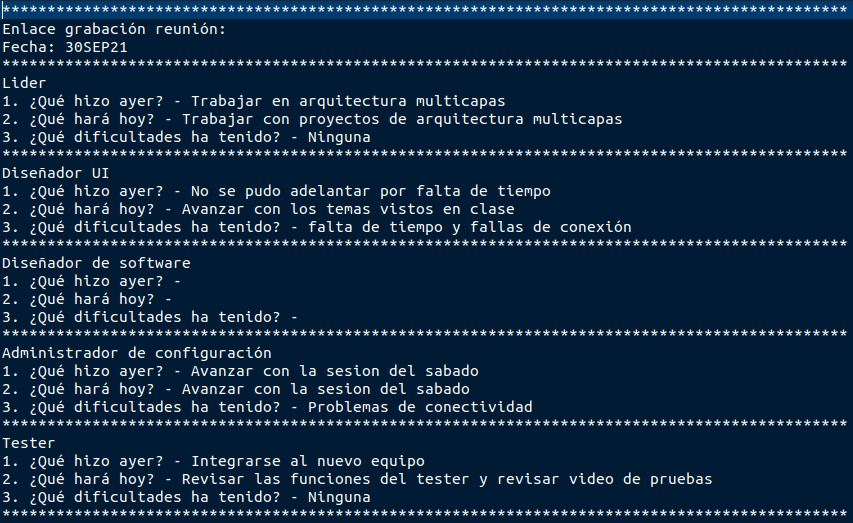 **********************************************************************************************
Enlace grabación reunión:
Fecha: 30SEP21
**********************************************************************************************
Lider
1. ¿Qué hizo ayer? - Trabajar en arquitectura multicapas
2. ¿Qué hará hoy? - Trabajar con proyectos de arquitectura multicapas
3. ¿Qué dificultades ha tenido? - Ninguna
**********************************************************************************************
Diseñador UI
1. ¿Qué hizo ayer? - No se pudo adelantar por falta de tiempo
2. ¿Qué hará hoy? - Avanzar con los temas vistos en clase
3. ¿Qué dificultades ha tenido? - falta de tiempo y fallas de conexión
**********************************************************************************************
Diseñador de software
1. ¿Qué hizo ayer? -
2. ¿Qué hará hoy? -
3. ¿Qué dificultades ha tenido? -
**********************************************************************************************
Administrador de configuración
1. ¿Qué hizo ayer? - Avanzar con la sesion del sabado
2. ¿Qué hará hoy? - Avanzar con la sesion del sabado
3. ¿Qué dificultades ha tenido? - Problemas de conectividad
**********************************************************************************************
Tester
1. ¿Qué hizo ayer? - Integrarse al nuevo equipo
2. ¿Qué hará hoy? - Revisar las funciones del tester y revisar video de pruebas
3. ¿Qué dificultades ha tenido? - Ninguna
**********************************************************************************************